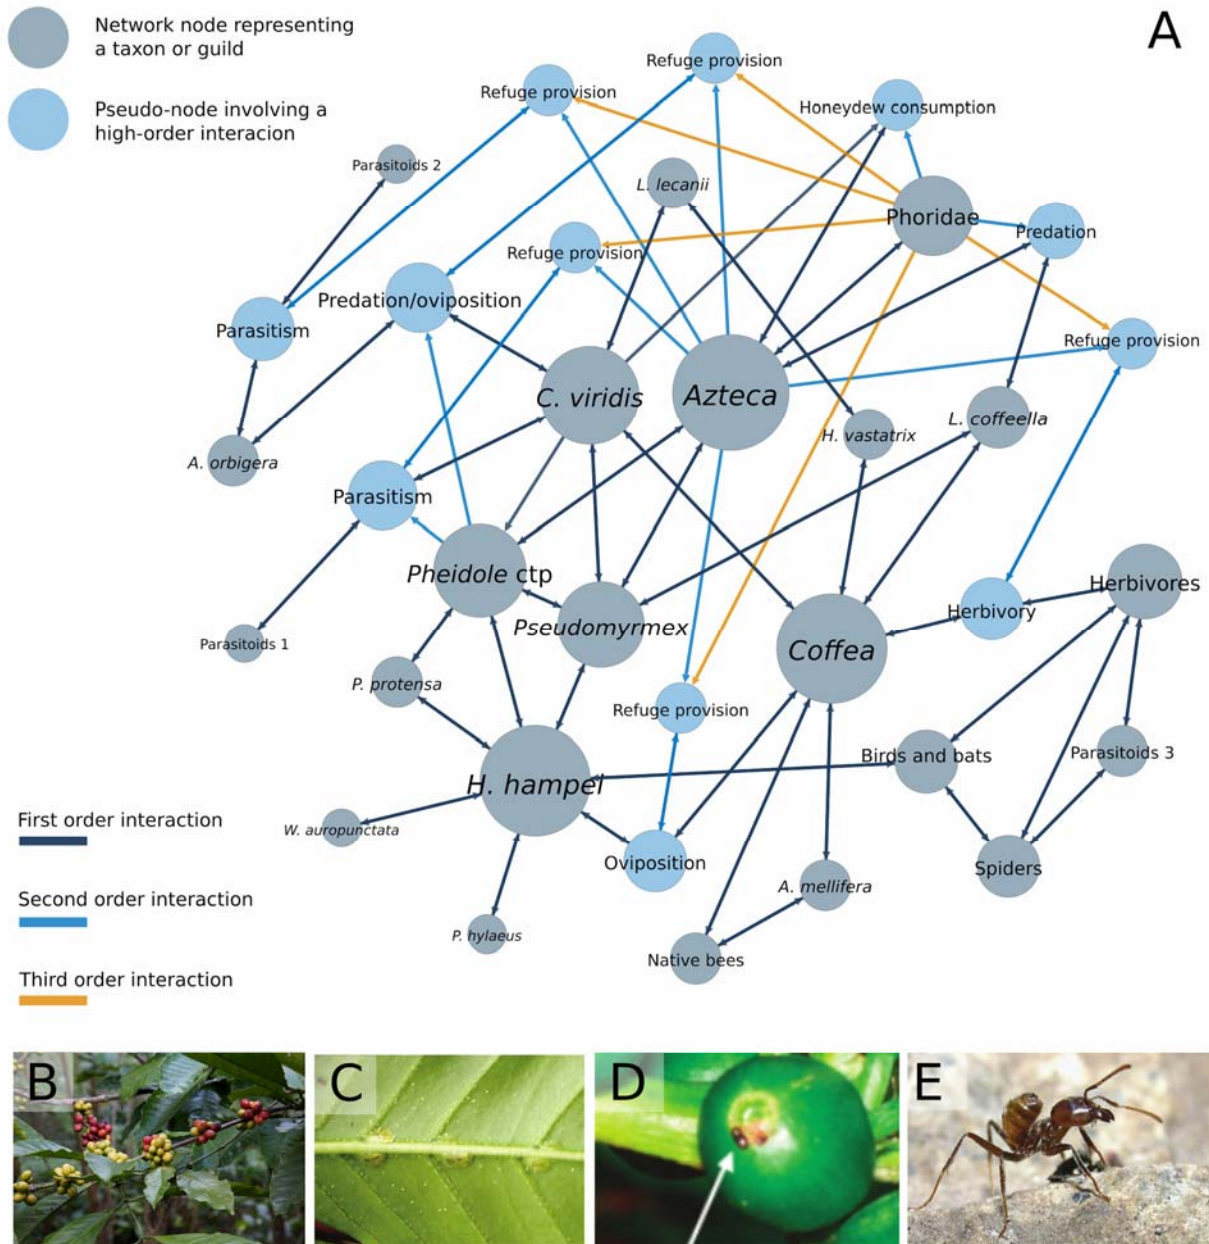 Network node representing
a taxon or guild
A
Pseudo-node involving a
high-order interacion
Refuge provision
Refuge provision
Honeydew consumption
Parasitoids 2
L. lecanii
Phoridae
Predation
Refuge provision
Predation/oviposition
Parasitism
Refuge provision
C. viridis
Azteca
H. vastatrix
L. coffeella
A. orbigera
Parasitism
Pheidole ctp
Pseudomyrmex
Herbivores
Herbivory
Parasitoids 1
Coffea
P. protensa
Refuge provision
Birds and bats
Parasitoids 3
H. hampei
W. auropunctata
First order interaction
Oviposition
Spiders
A. mellifera
Second order interaction
P. hylaeus
Native bees
Third order interaction
B
C
D
E